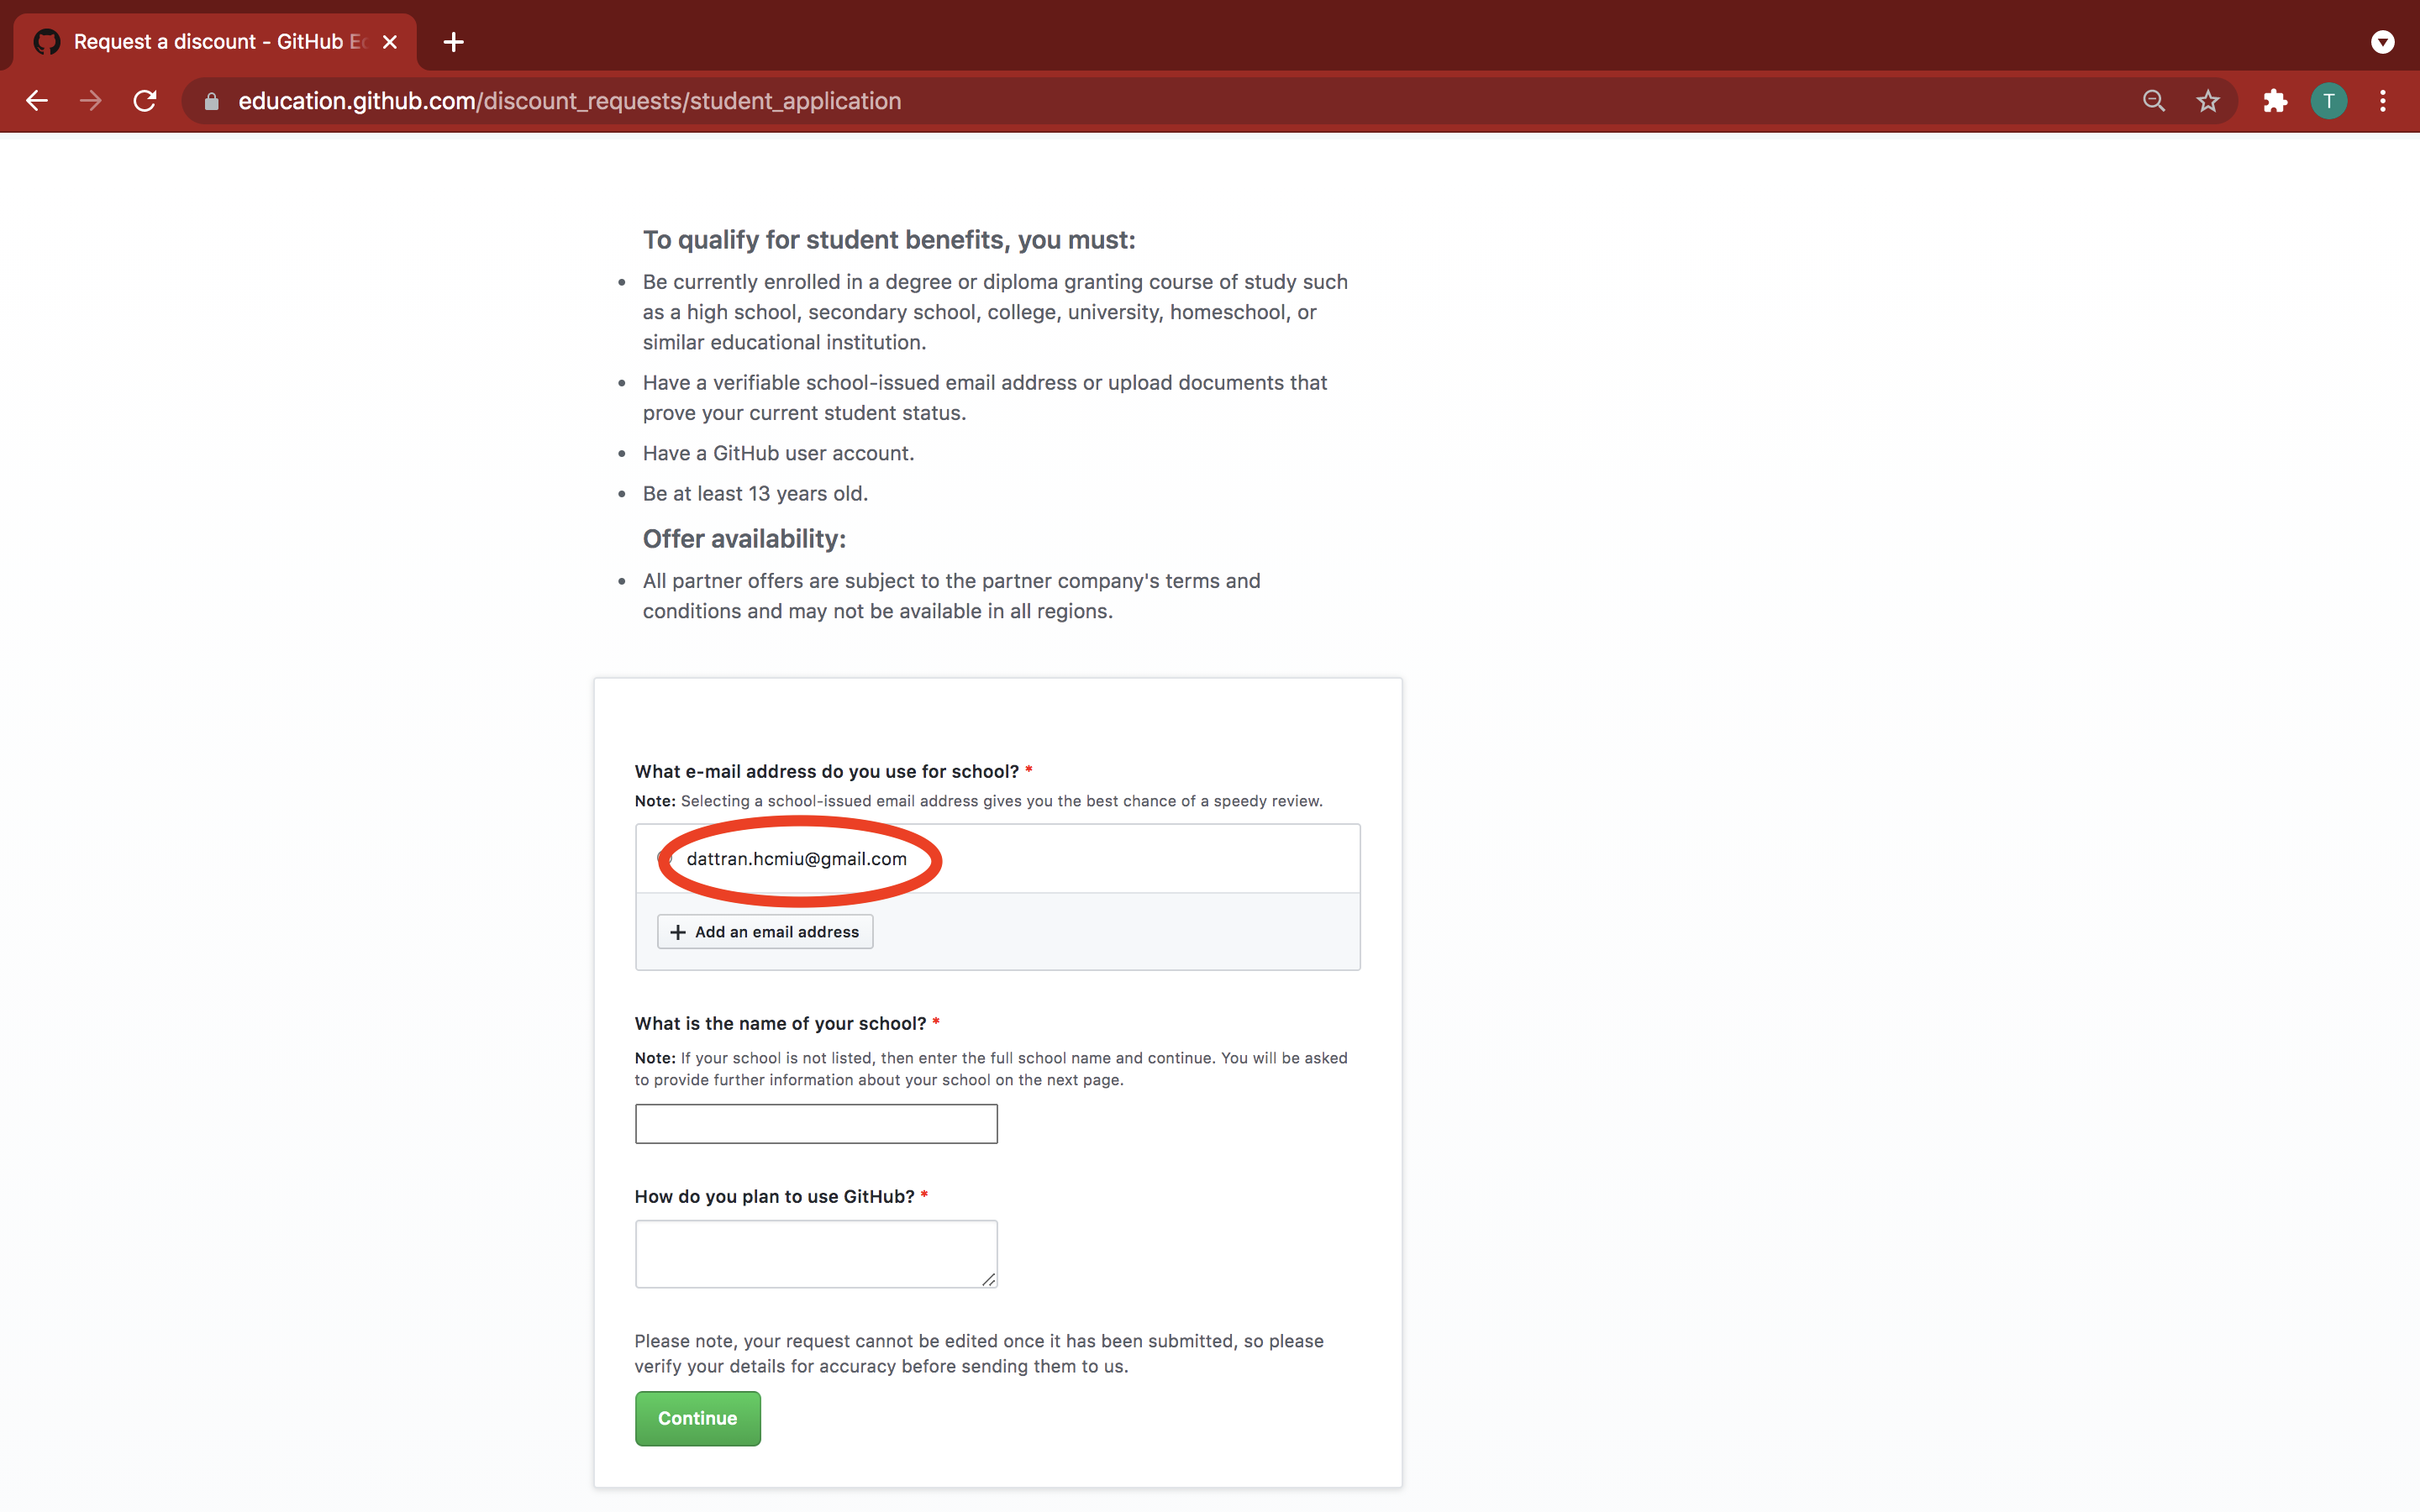 Request a discount - GitHub
education.github.com/discount_requests/student_application
T
To qualify for student benefits, you must:
• Be currently enrolled in a degree or diploma granting course of study such
as a high school, secondary school, college, university, homeschool, or
similar educational institution.
• Have a verifiable school-issued email address or upload documents that
prove your current student status.
• Have a GitHub user account.
• Be at least 13 years old.
Offer availability:
• All partner offers are subject to the partner company's terms and
conditions and may not be available in all regions.
What e-mail address do you use for school? *
Note: Selecting a school-issued email address gives you the best chance of a speedy review.
dattran.hcmiu@gmail.com
+ Add an email address
What is the name of your school? *
Note: If your school is not listed, then enter the full school name and continue. You will be asked
to provide further information about your school on the next page.
How do you plan to use GitHub? *
Please note, your request cannot be edited once it has been submitted, so please
verify your details for accuracy before sending them to us.
Continue